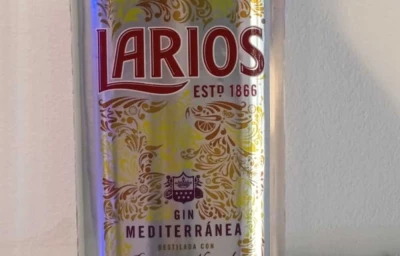 LARIOS
ESTD 1866
GIN
MEDITERRÁNEA
DESTILADA CON